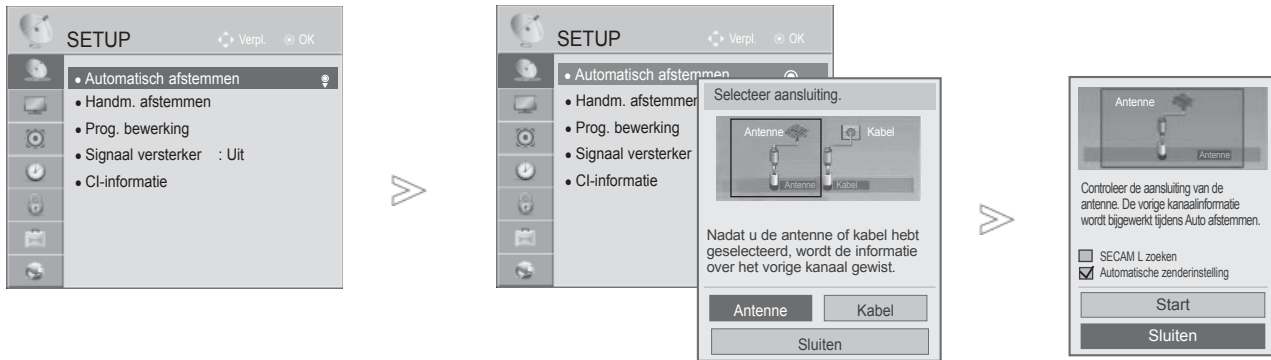 SETUP
Verpl. OK
• Automatisch afstemmen
• Handm. afstemmen
• Prog. bewerking
• Signaal versterker : Uit
• CI-informatie
SETUP
Verpl. OK
• Automatisch afstemmen
• Handm. afstemmen
• Prog. bewerking
• Signaal versterker
• CI-informatie
Selecteer aansluiting.
Antenne Kabel
Antenne Kabel
Nadat u de antenne of kabel hebt
geselecteerd, wordt de informatie
over het vorige kanaal gewist.
Antenne Kabel
Sluiten
Antenne
Antenne
Controleer de aansluiting van de
antenne. De vorige kanaalinformatie
wordt bijgewerkt tijdens Auto afstemmen.
SECAM L zoeken
Automatische zenderinstelling
Start
Sluiten